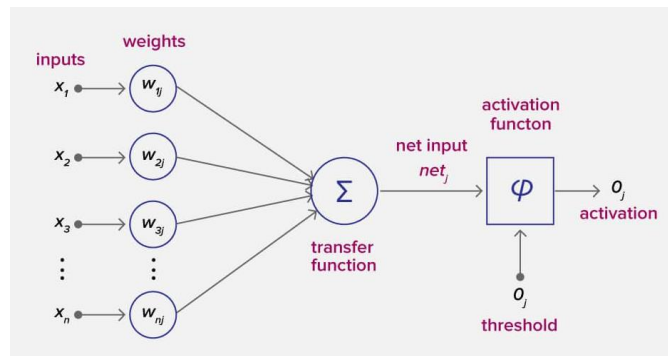 weights
inputs
x₁
w₁ⱼ
activation
functon
x₂
w₂ⱼ
net input
netⱼ
Σ
φ
oⱼ
activation
x₃
w₃ⱼ
transfer
function
⋮
⋮
oⱼ
threshold
xₙ
wₙⱼ